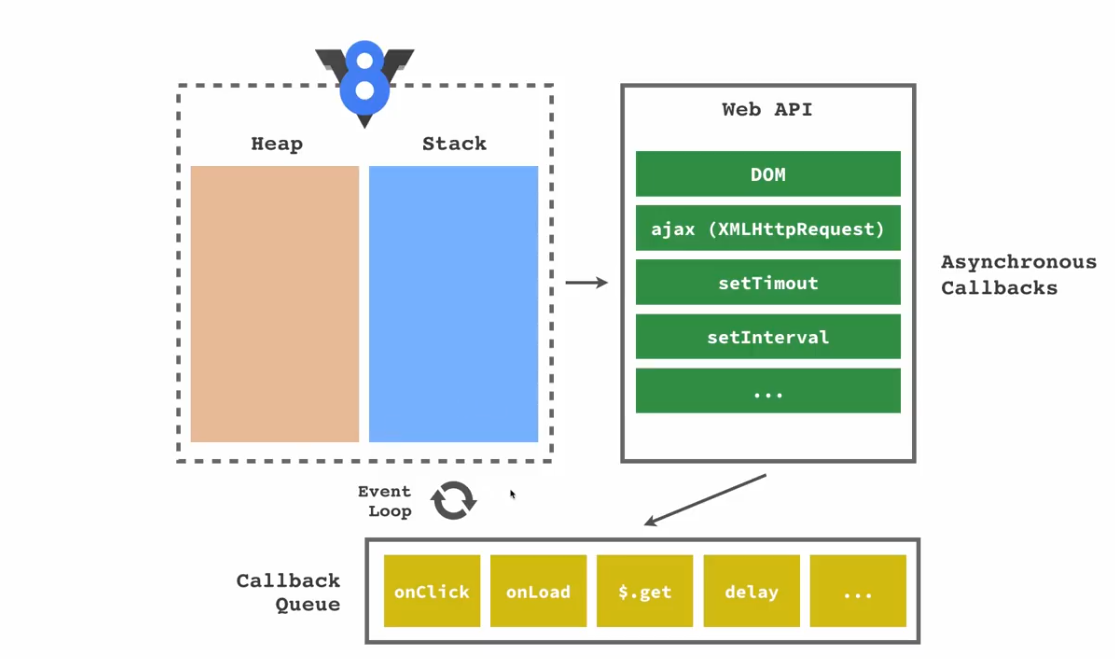 8
Heap
Stack
Web API
DOM
ajax (XMLHttpRequest)
setTimout
setInterval
...
Asynchronous
Callbacks
Event
Loop
Callback
Queue
onClick
onLoad
$.get
delay
...